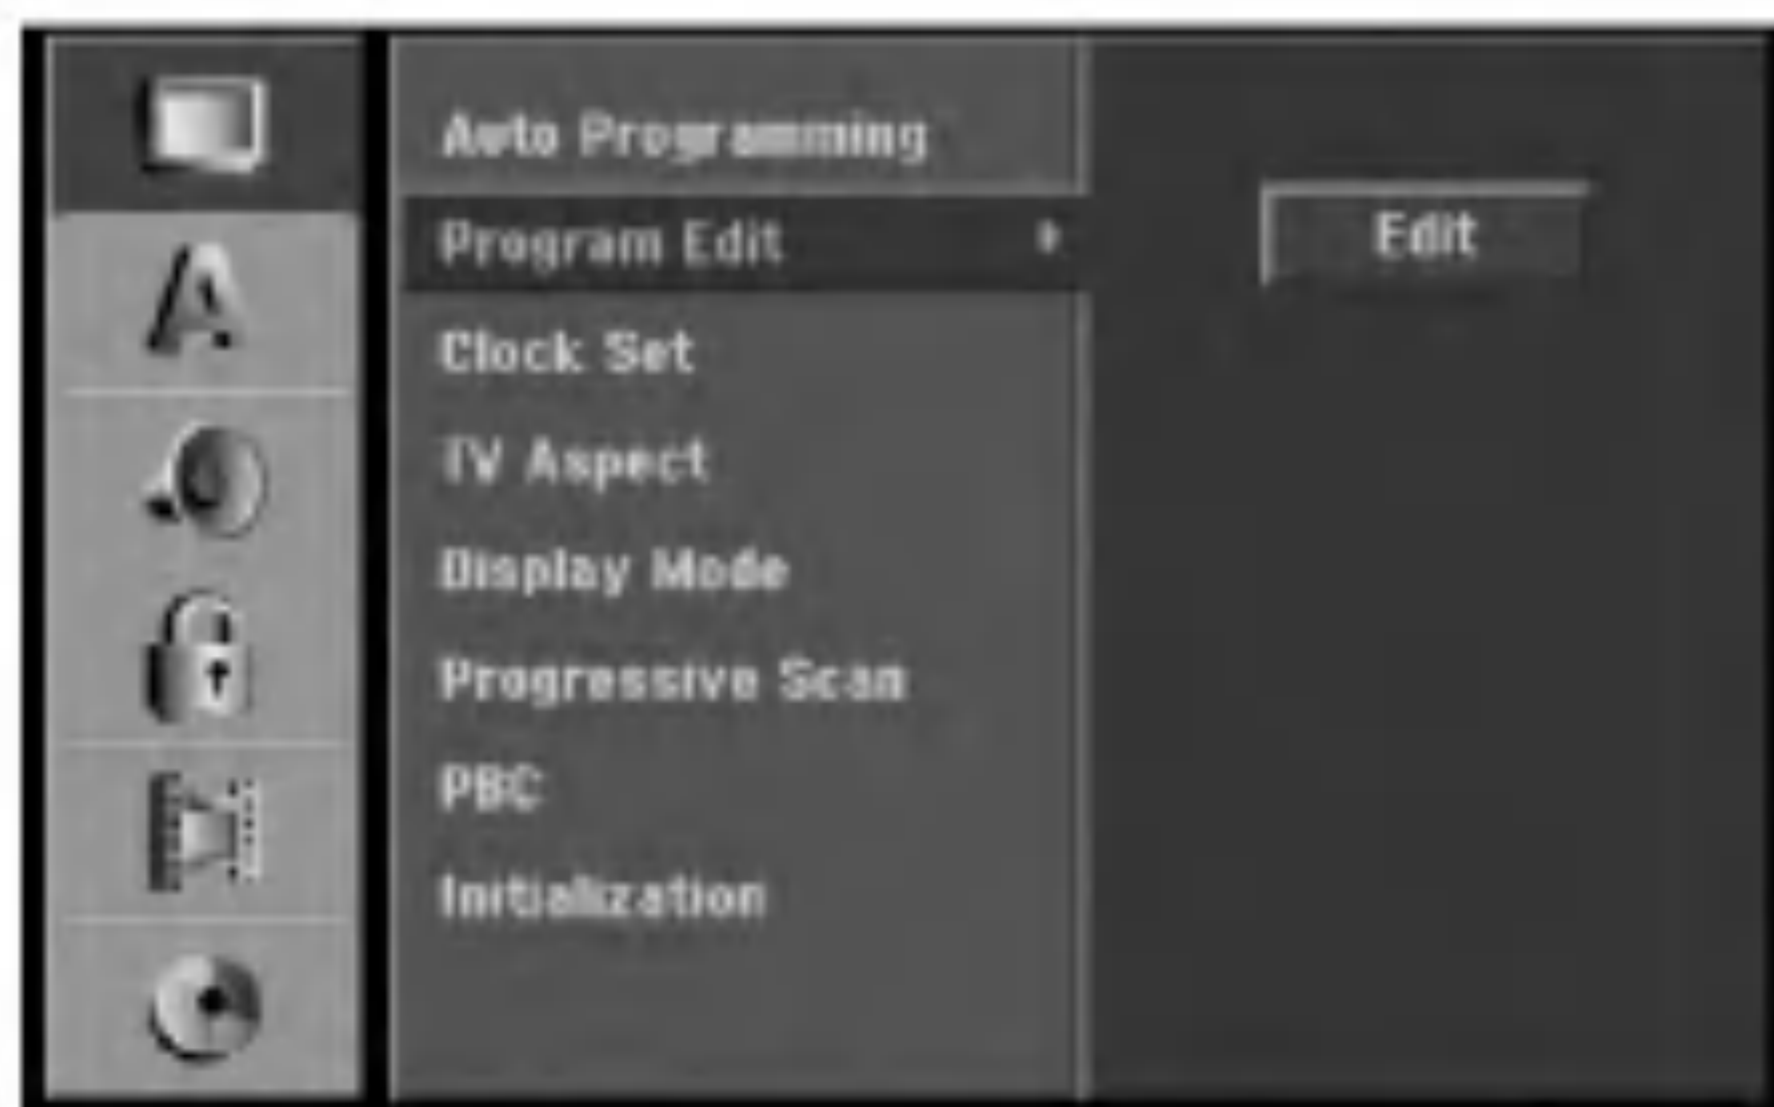 Auto Programming
Program Edit
Edit
Clock Set
TV Aspect
Display Mode
Progressive Scan
PBC
Initialization
A